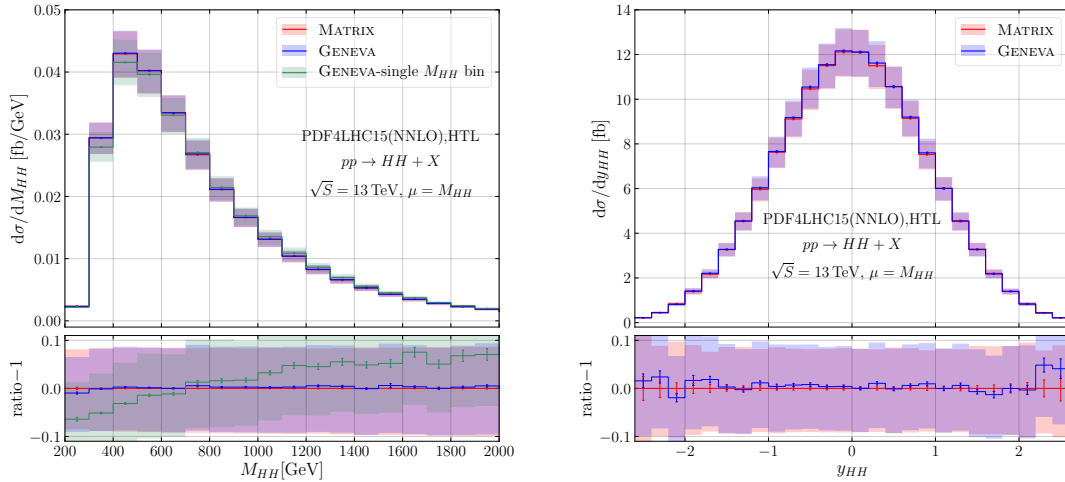 0.05
0.04
0.03
0.02
0.01
0.00
dσ/dM_HH [fb/GeV]
MATRIX
GENEVA
GENEVA-single M_HH bin
PDF4LHC15(NNLO),HTL
pp → HH + X
√S = 13 TeV, μ = M_HH
0.1
0.0
−0.1
ratio−1
200 400 600 800 1000 1200 1400 1600 1800 2000
M_HH[GeV]
14
12
10
8
6
4
2
0
dσ/dy_HH [fb]
MATRIX
GENEVA
PDF4LHC15(NNLO),HTL
pp → HH + X
√S = 13 TeV, μ = M_HH
0.1
0.0
−0.1
ratio−1
−2 −1 0 1 2
y_HH